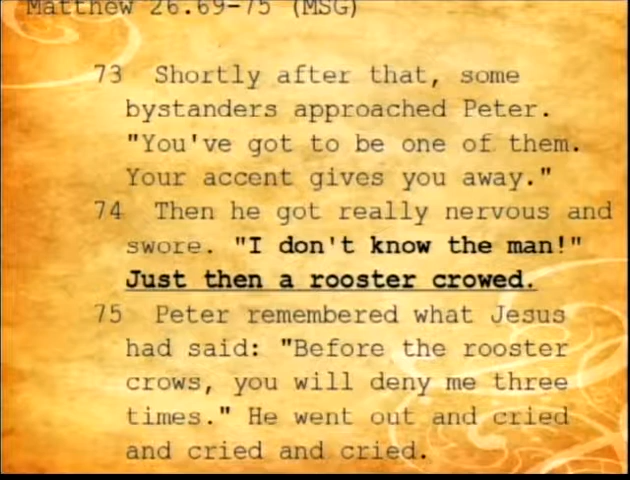 Matthew 26.69-75 (MSG)
73 Shortly after that, some
bystanders approached Peter.
"You've got to be one of them.
Your accent gives you away."
74 Then he got really nervous and
swore. "I don't know the man!"
Just then a rooster crowed.
75 Peter remembered what Jesus
had said: "Before the rooster
crows, you will deny me three
times." He went out and cried
and cried and cried.